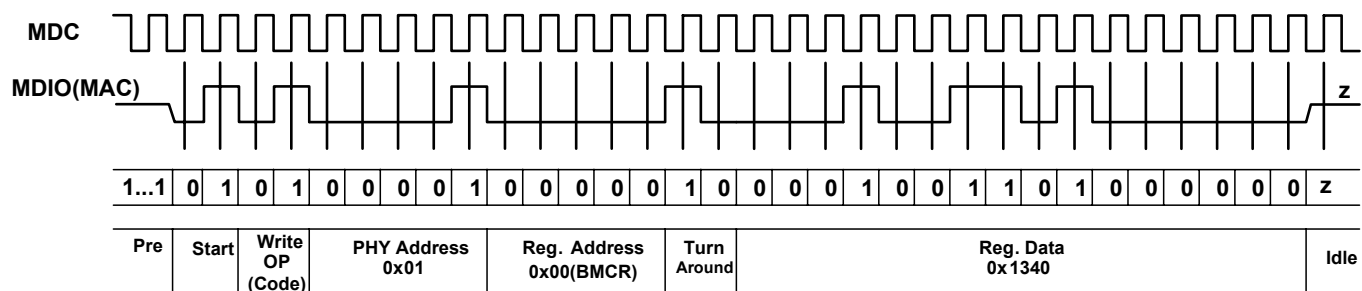 MDC
MDIO(MAC)
z
1...1 0 1 0 1 0 0 0 0 1 0 0 0 0 0 1 0 0 0 0 1 0 0 1 1 0 1 0 0 0 0 0 0 z
Pre Start Write OP (Code) PHY Address 0x01 Reg. Address 0x00(BMCR) Turn Around Reg. Data 0x1340 Idle